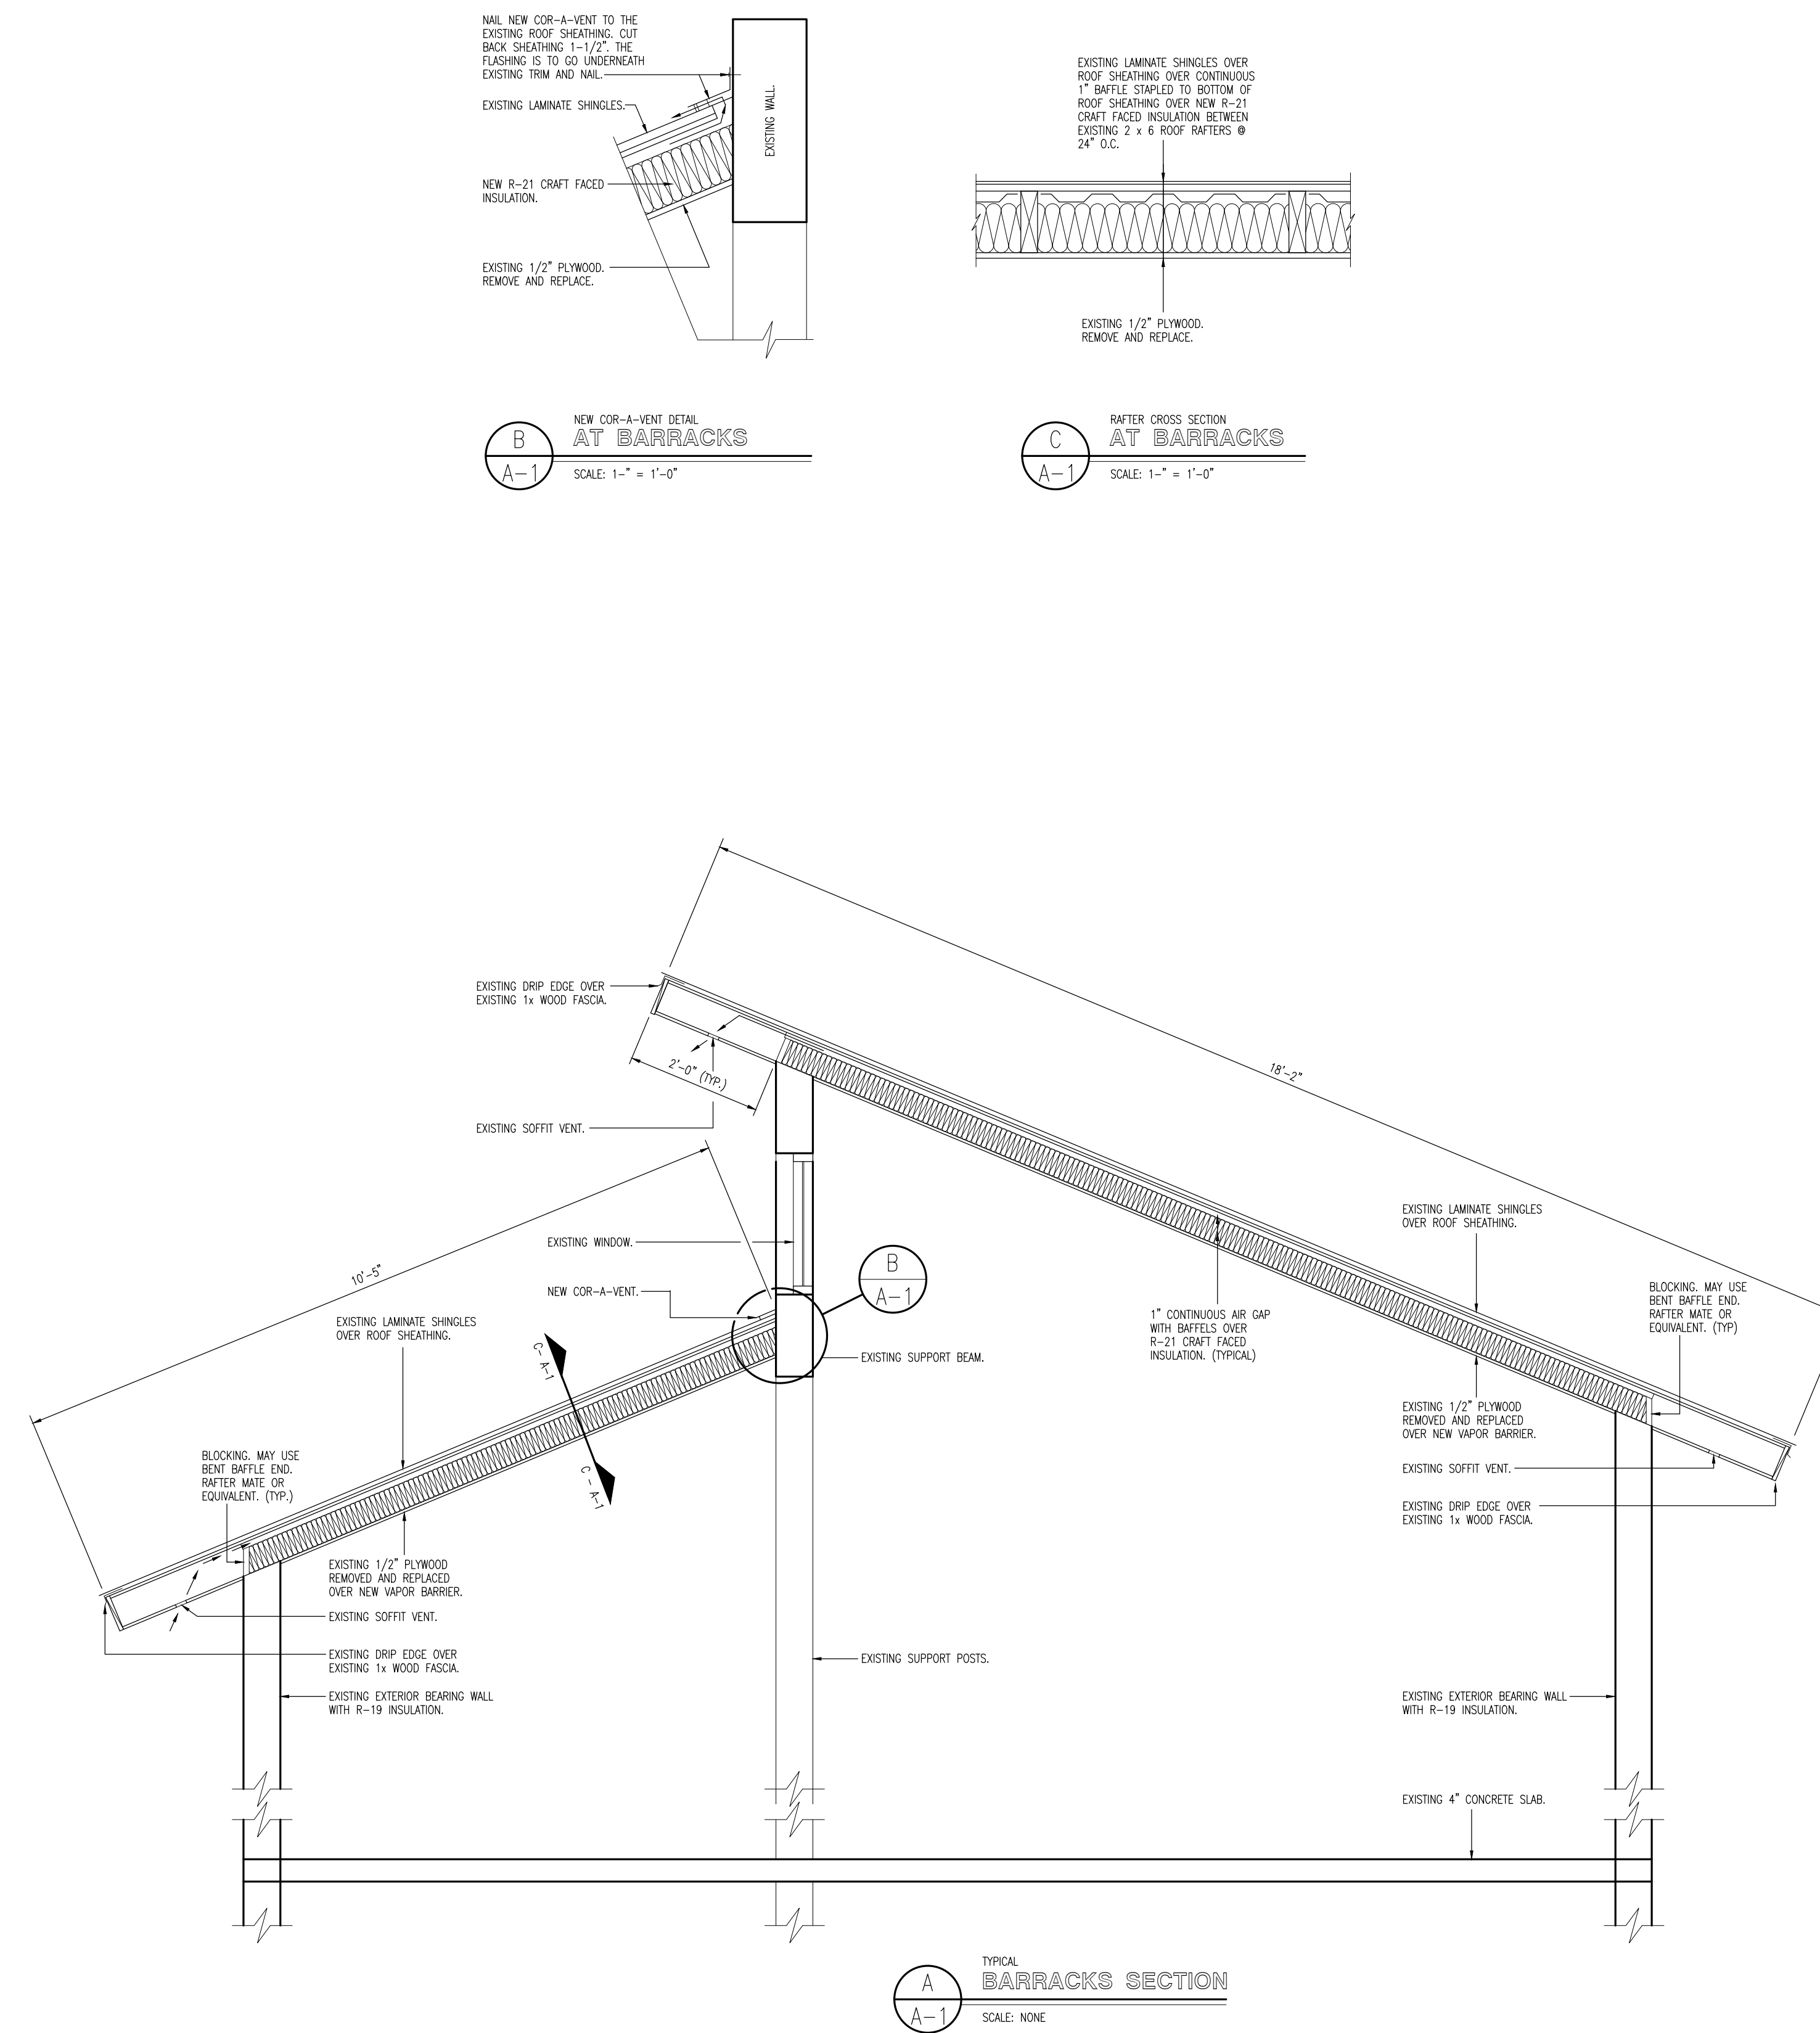 NAIL NEW COR-A-VENT TO THE
EXISTING ROOF SHEATHING. CUT
BACK SHEATHING 1-1/2". THE
FLASHING IS TO GO UNDERNEATH
EXISTING TRIM AND NAIL.
EXISTING LAMINATE SHINGLES.
NEW R-21 CRAFT FACED
INSULATION.
EXISTING 1/2" PLYWOOD.
REMOVE AND REPLACE.
EXISTING WALL.
B
A-1
NEW COR-A-VENT DETAIL
AT BARRACKS
SCALE: 1-" = 1'-0"
EXISTING LAMINATE SHINGLES OVER
ROOF SHEATHING OVER CONTINUOUS
1" BAFFLE STAPLED TO BOTTOM OF
ROOF SHEATHING OVER NEW R-21
CRAFT FACED INSULATION BETWEEN
EXISTING 2 x 6 ROOF RAFTERS @
24" O.C.
EXISTING 1/2" PLYWOOD.
REMOVE AND REPLACE.
C
A-1
RAFTER CROSS SECTION
AT BARRACKS
SCALE: 1-" = 1'-0"
EXISTING DRIP EDGE OVER
EXISTING 1x WOOD FASCIA.
2'-0" (TYP.)
18'-2"
EXISTING SOFFIT VENT.
EXISTING WINDOW.
NEW COR-A-VENT.
B
A-1
10'-5"
EXISTING LAMINATE SHINGLES
OVER ROOF SHEATHING.
C- A-1
C - A-1
EXISTING SUPPORT BEAM.
1" CONTINUOUS AIR GAP
WITH BAFFELS OVER
R-21 CRAFT FACED
INSULATION. (TYPICAL)
EXISTING LAMINATE SHINGLES
OVER ROOF SHEATHING.
BLOCKING. MAY USE
BENT BAFFLE END.
RAFTER MATE OR
EQUIVALENT. (TYP)
EXISTING 1/2" PLYWOOD
REMOVED AND REPLACED
OVER NEW VAPOR BARRIER.
EXISTING SOFFIT VENT.
EXISTING DRIP EDGE OVER
EXISTING 1x WOOD FASCIA.
BLOCKING. MAY USE
BENT BAFFLE END.
RAFTER MATE OR
EQUIVALENT. (TYP.)
EXISTING 1/2" PLYWOOD
REMOVED AND REPLACED
OVER NEW VAPOR BARRIER.
EXISTING SOFFIT VENT.
EXISTING DRIP EDGE OVER
EXISTING 1x WOOD FASCIA.
EXISTING EXTERIOR BEARING WALL
WITH R-19 INSULATION.
EXISTING SUPPORT POSTS.
EXISTING EXTERIOR BEARING WALL
WITH R-19 INSULATION.
EXISTING 4" CONCRETE SLAB.
A
A-1
TYPICAL
BARRACKS SECTION
SCALE: NONE